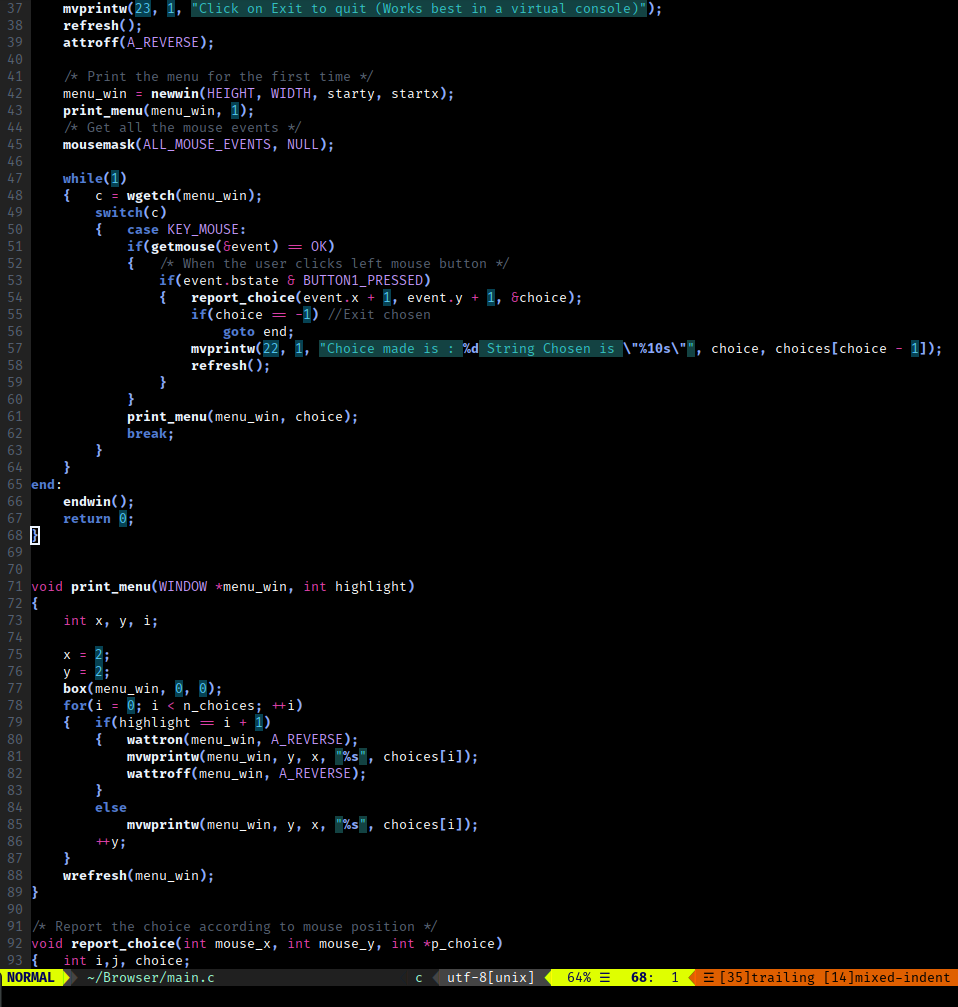 37     mvprintw(23, 1, "Click on Exit to quit (Works best in a virtual console)");
38     refresh();
39     attroff(A_REVERSE);
40
41     /* Print the menu for the first time */
42     menu_win = newwin(HEIGHT, WIDTH, starty, startx);
43     print_menu(menu_win, 1);
44     /* Get all the mouse events */
45     mousemask(ALL_MOUSE_EVENTS, NULL);
46
47     while(1)
48     {   c = wgetch(menu_win);
49         switch(c)
50         {   case KEY_MOUSE:
51             if(getmouse(&event) == OK)
52             {   /* When the user clicks left mouse button */
53                 if(event.bstate & BUTTON1_PRESSED)
54                 {   report_choice(event.x + 1, event.y + 1, &choice);
55                     if(choice == -1) //Exit chosen
56                         goto end;
57                     mvprintw(22, 1, "Choice made is : %d String Chosen is \"%10s\"", choice, choices[choice - 1]);
58                     refresh();
59                 }
60             }
61             print_menu(menu_win, choice);
62             break;
63         }
64     }
65 end:
66     endwin();
67     return 0;
68 }
69
70
71 void print_menu(WINDOW *menu_win, int highlight)
72 {
73     int x, y, i;
74
75     x = 2;
76     y = 2;
77     box(menu_win, 0, 0);
78     for(i = 0; i < n_choices; ++i)
79     {   if(highlight == i + 1)
80         {   wattron(menu_win, A_REVERSE);
81             mvwprintw(menu_win, y, x, "%s", choices[i]);
82             wattroff(menu_win, A_REVERSE);
83         }
84         else
85             mvwprintw(menu_win, y, x, "%s", choices[i]);
86         ++y;
87     }
88     wrefresh(menu_win);
89 }
90
91 /* Report the choice according to mouse position */
92 void report_choice(int mouse_x, int mouse_y, int *p_choice)
93 {   int i,j, choice;
NORMAL ~/Browser/main.c c utf-8[unix] 64% ☰ 68: 1 ☲ [35]trailing [14]mixed-indent